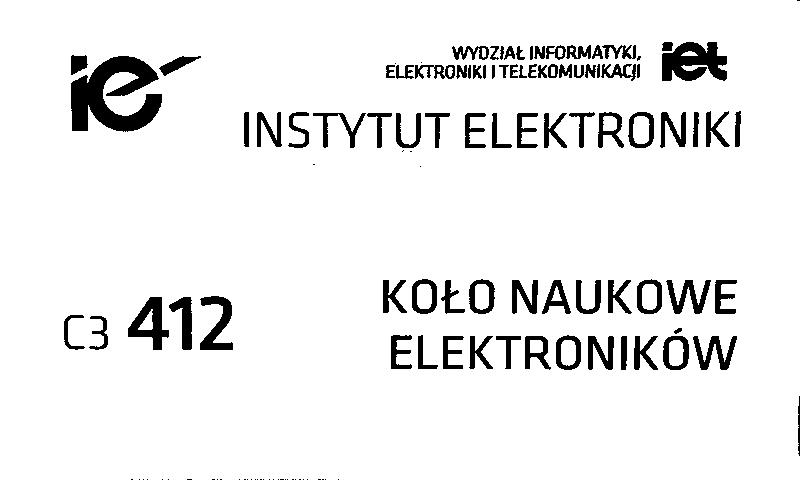 ie
WYDZIAŁ INFORMATYKI,
ELEKTRONIKI I TELEKOMUNIKACJI
iet
INSTYTUT ELEKTRONIKI
C3 412
KOŁO NAUKOWE
ELEKTRONIKÓW